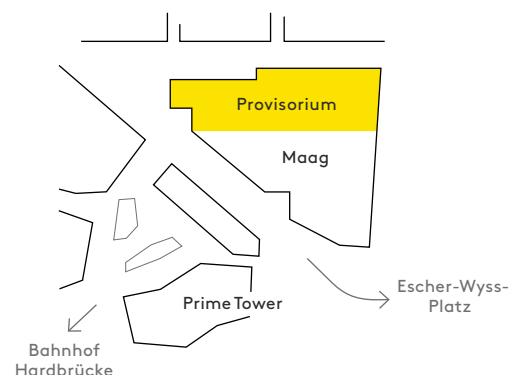 Provisorium
Maag
Escher-Wyss-
Platz
Prime Tower
Bahnhof
Hardbrücke